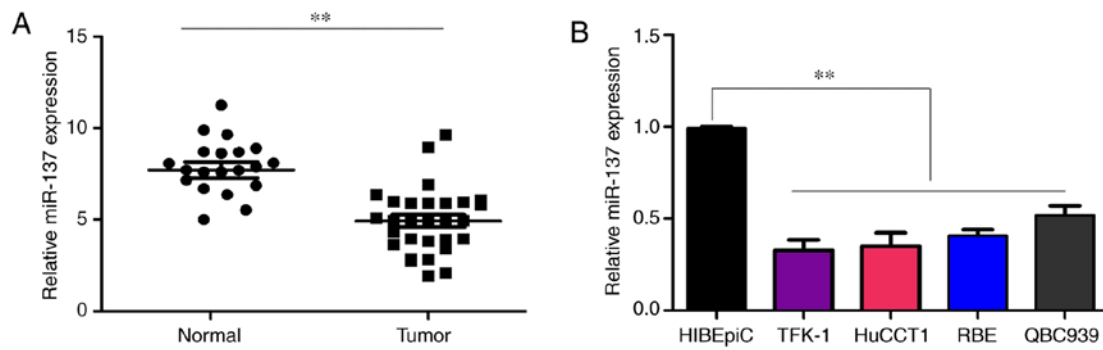 A
Relative miR-137 expression
15
10
5
0
**
Normal
Tumor
B
Relative miR-137 expression
1.5
1.0
0.5
0.0
**
HIBEpiC
TFK-1
HuCCT1
RBE
QBC939